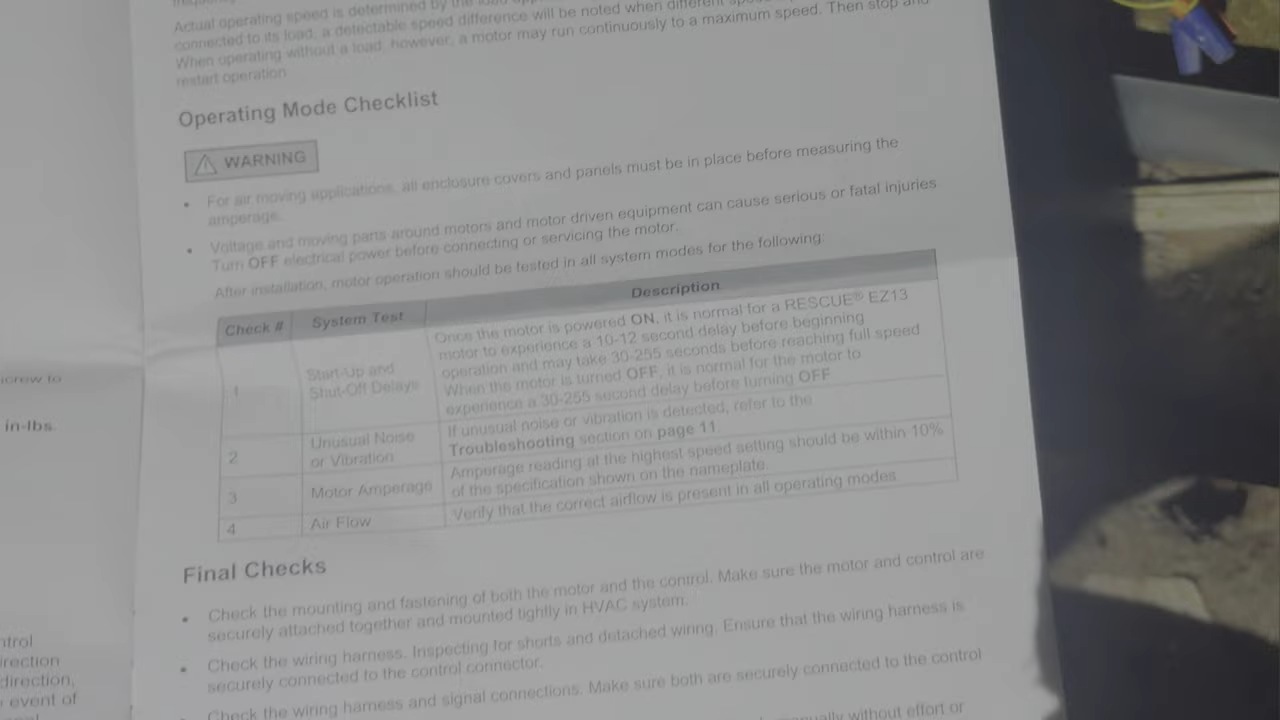 Actual operating speed is determined by the
connected to its load, a detectable speed difference will be noted when different
When operating without a load, however, a motor may run continuously to a maximum speed. Then stop and
restart operation.
Operating Mode Checklist
WARNING
• For air moving applications, all enclosure covers and panels must be in place before measuring the
amperage.
• Voltage and moving parts around motors and motor driven equipment can cause serious or fatal injuries
Turn OFF electrical power before connecting or servicing the motor.
After installation, motor operation should be tested in all system modes for the following:
Check # System Test Description
1 Start-Up and Shut-Off Delays
Once the motor is powered ON, it is normal for a RESCUE® EZ13
motor to experience a 10-12 second delay before beginning
operation and may take 30-255 seconds before reaching full speed
When the motor is turned OFF, it is normal for the motor to
experience a 30-255 second delay before turning OFF
2 Unusual Noise or Vibration
If unusual noise or vibration is detected, refer to the
Troubleshooting section on page 11.
3 Motor Amperage
Amperage reading at the highest speed setting should be within 10%
of the specification shown on the nameplate.
4 Air Flow Verify that the correct airflow is present in all operating modes
Final Checks
• Check the mounting and fastening of both the motor and the control. Make sure the motor and control are
securely attached together and mounted tightly in HVAC system.
• Check the wiring harness. Inspecting for shorts and detached wiring. Ensure that the wiring harness is
securely connected to the control connector.
• Check the wiring harness and signal connections. Make sure both are securely connected to the control
without effort or
to
in-lbs.
direction,
event of